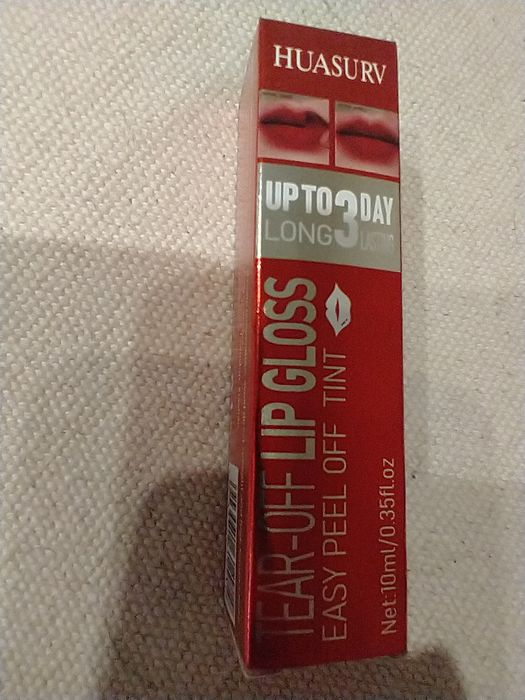 HUASURV
UP TO 3 DAY
LONG LASTING
TEAR-OFF LIP GLOSS
EASY PEEL OFF TINT
Net:10ml/0.35fl.oz